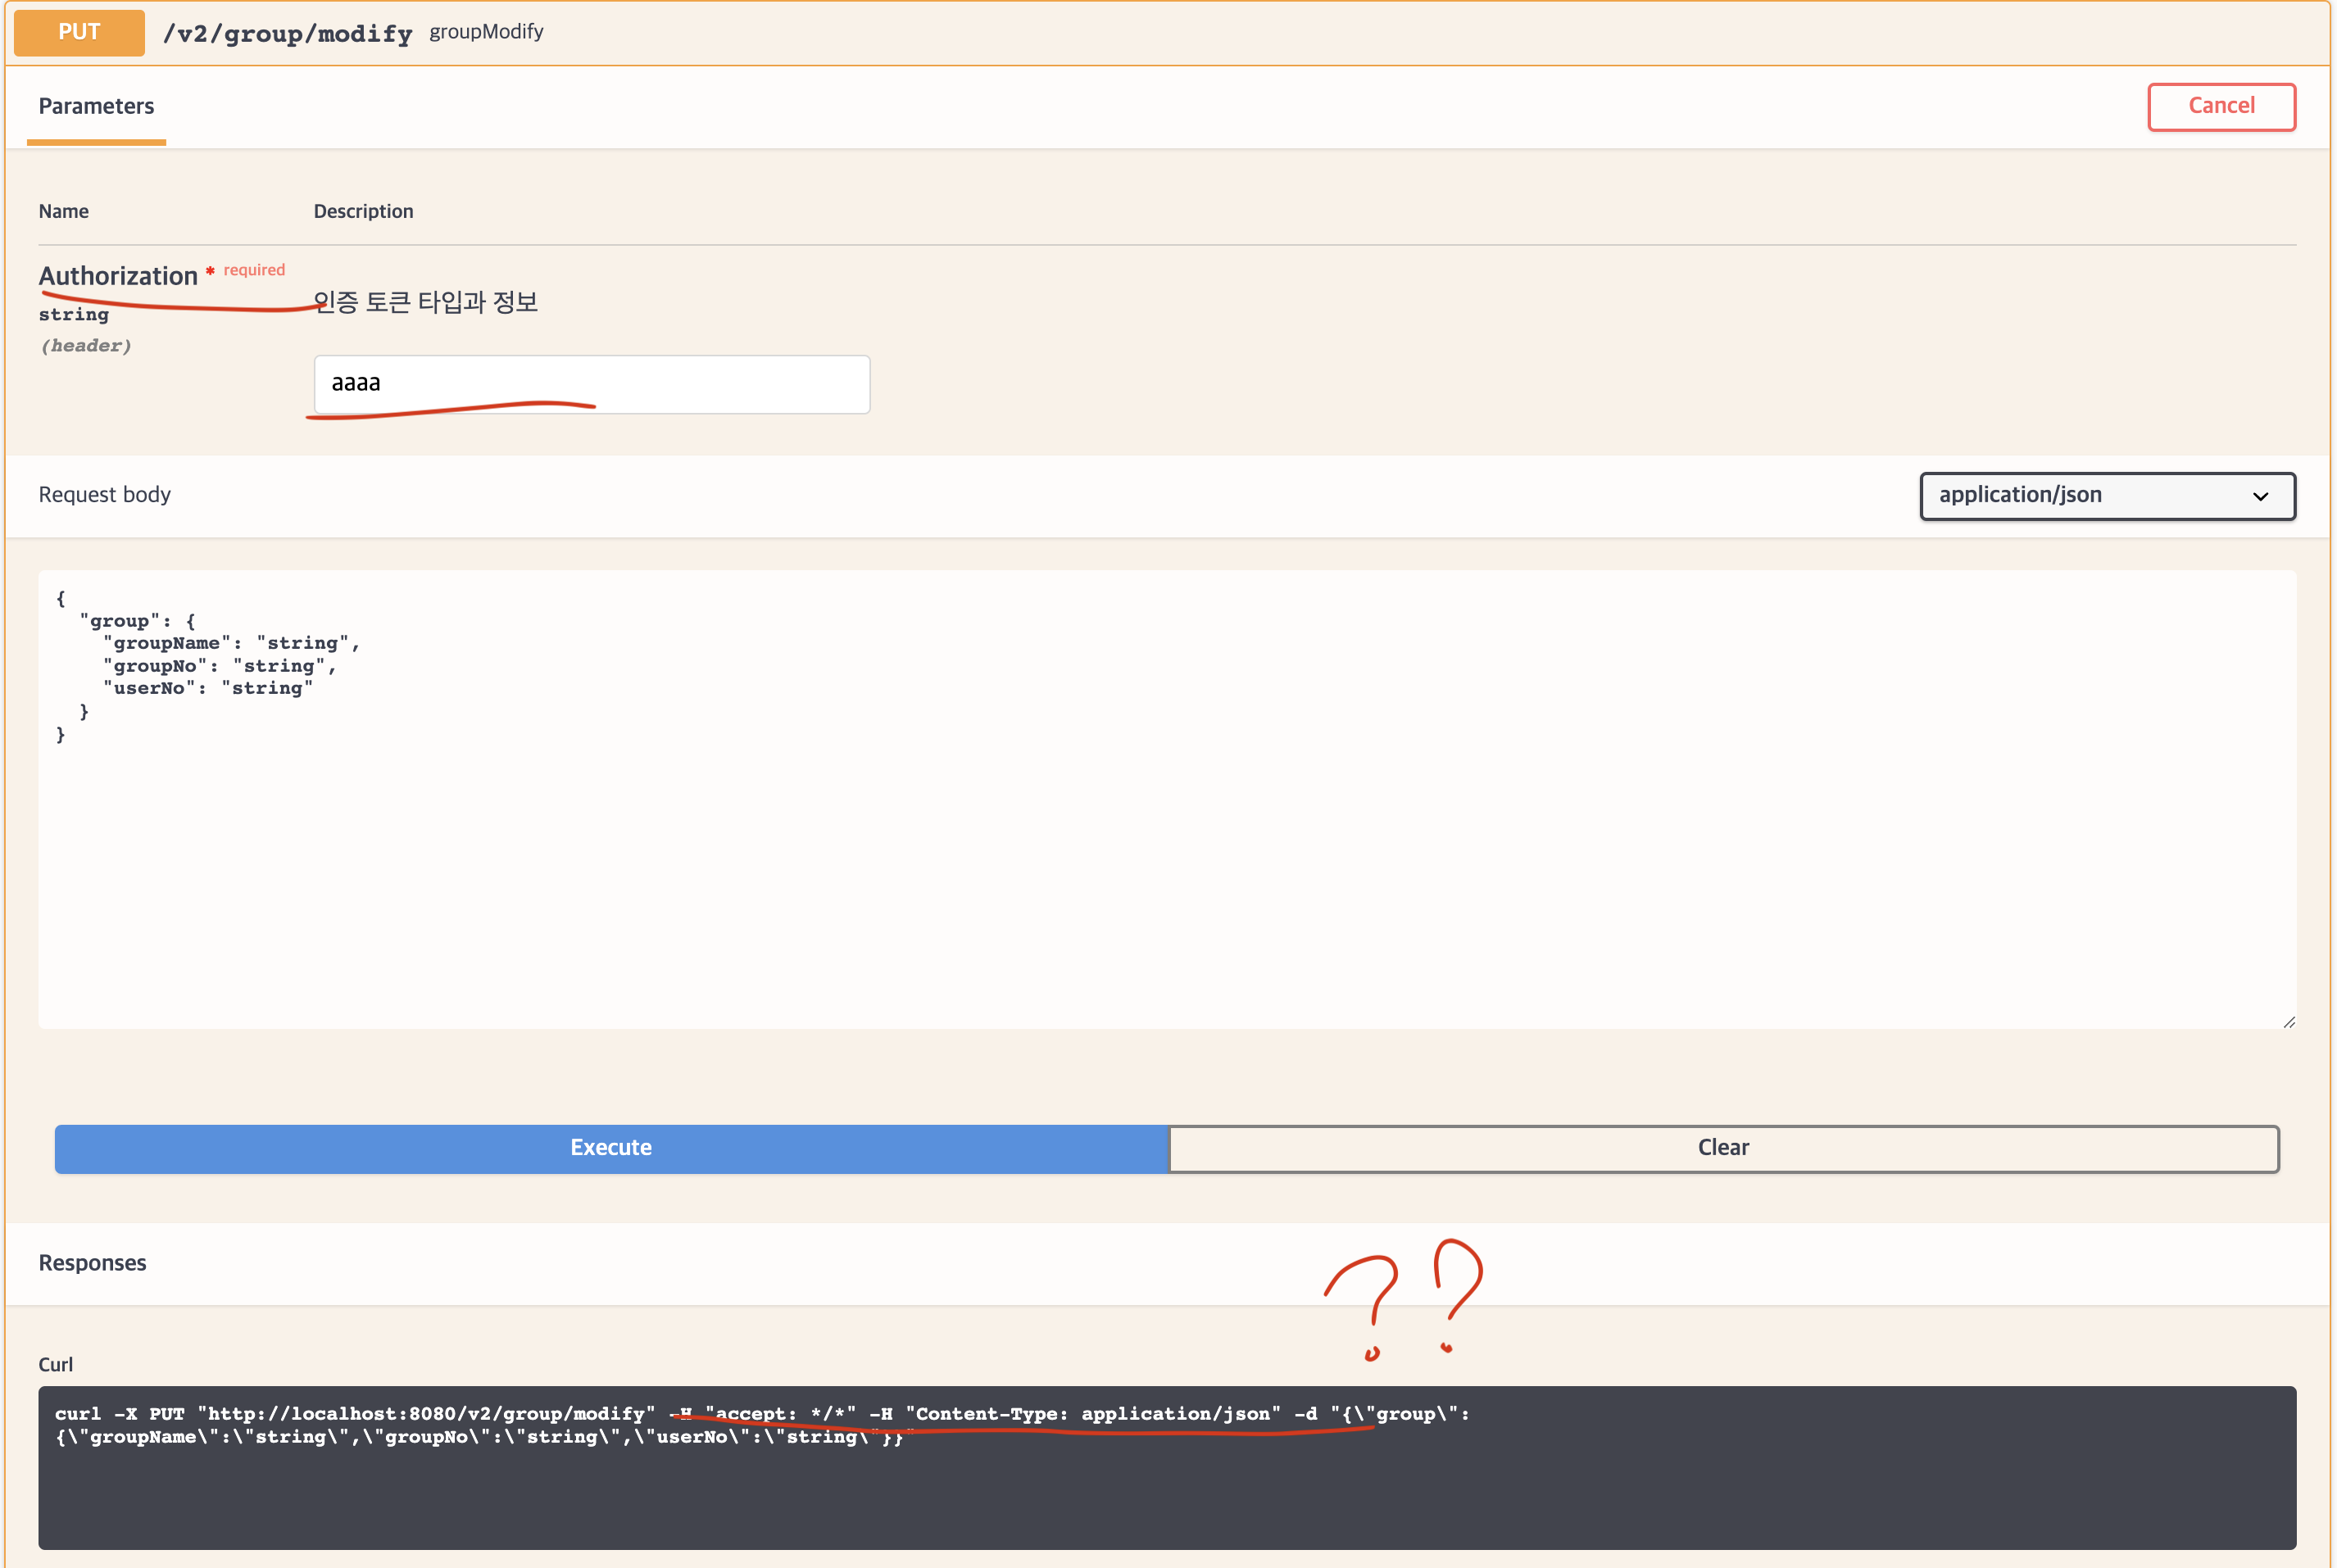 PUT /v2/group/modify groupModify
Parameters
Cancel
Name Description
Authorization * required
인증 토큰 타입과 정보
string
(header)
aaaa
Request body
application/json
{
  "group": {
    "groupName": "string",
    "groupNo": "string",
    "userNo": "string"
  }
}
Execute Clear
Responses
??
Curl
curl -X PUT "http://localhost:8080/v2/group/modify" -H "accept: */*" -H "Content-Type: application/json" -d "{\"group\":
{\"groupName\":\"string\",\"groupNo\":\"string\",\"userNo\":\"string\"}}"